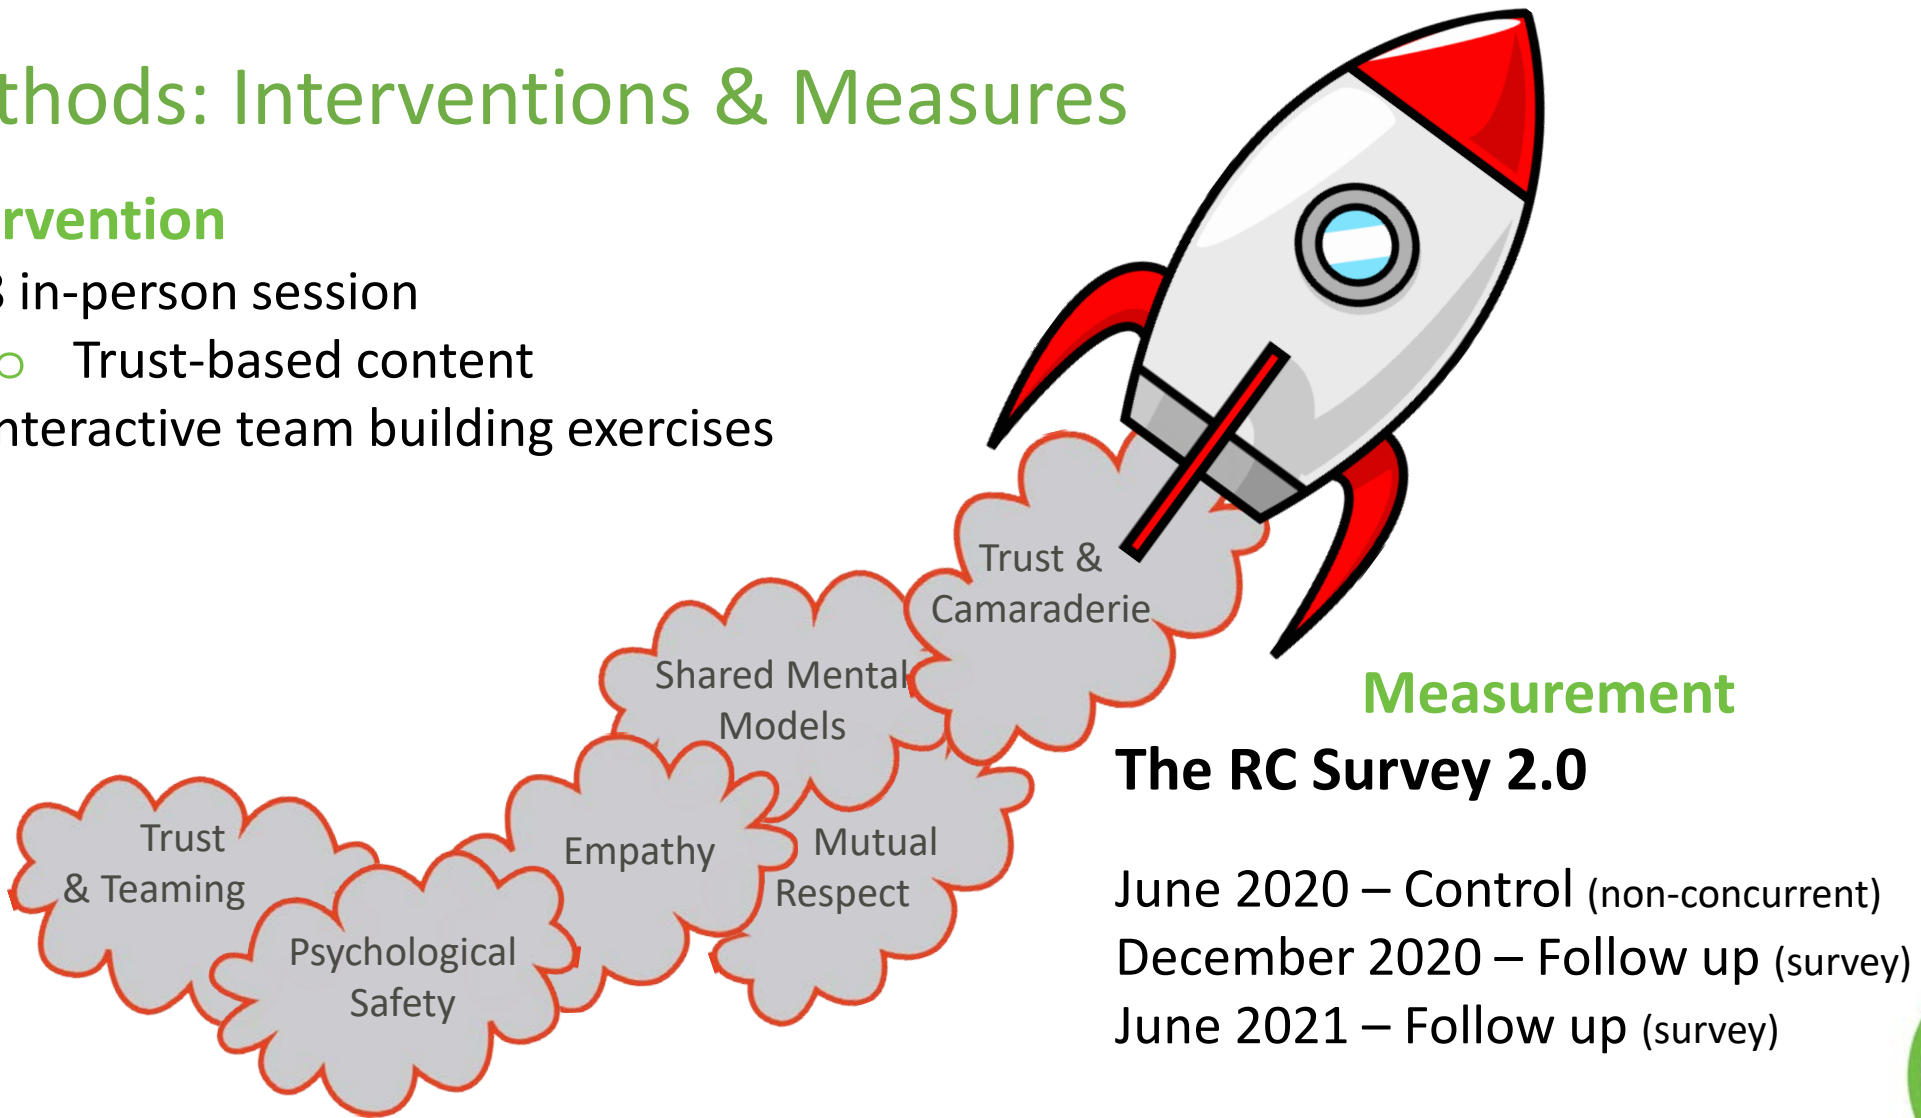 thods: Interventions & Measures
rvention
3 in-person session
o Trust-based content
nteractive team building exercises
Trust &
Camaraderie
Shared Mental
Models
Empathy
Mutual
Respect
Trust
& Teaming
Psychological
Safety
Measurement
The RC Survey 2.0
June 2020 – Control (non-concurrent)
December 2020 – Follow up (survey)
June 2021 – Follow up (survey)